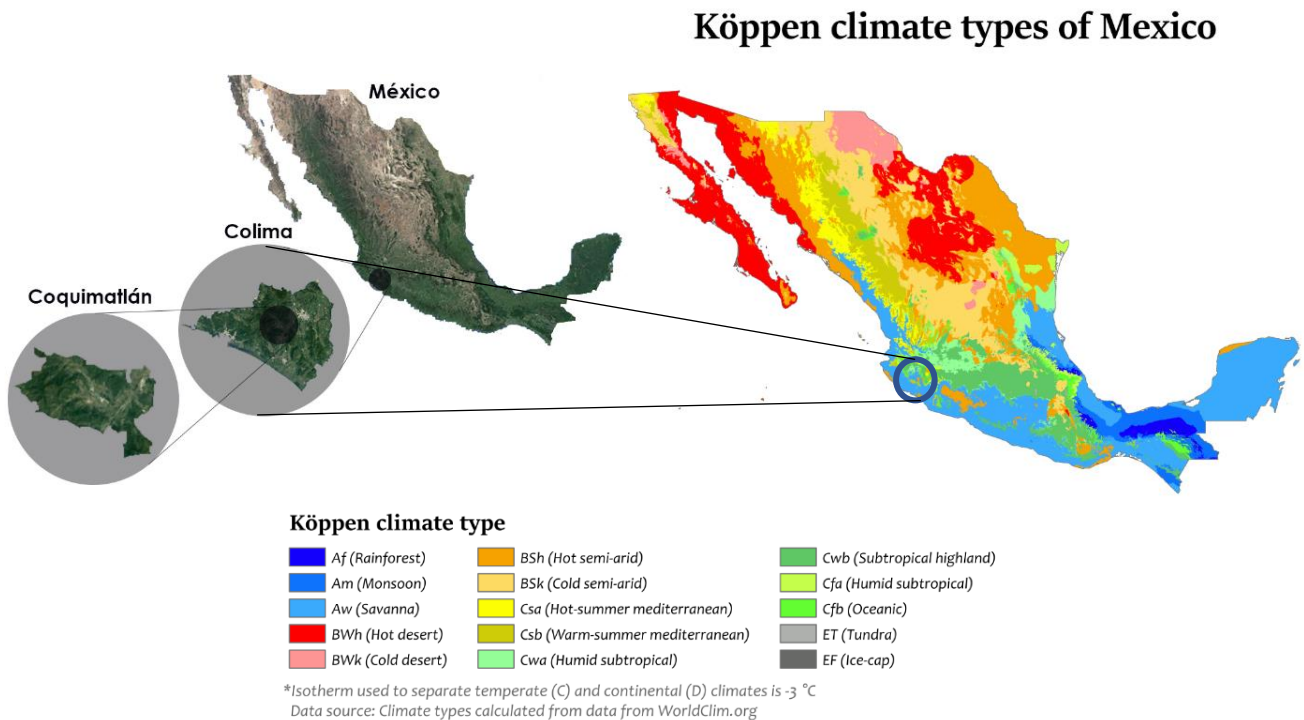 Köppen climate types of Mexico
México
Colima
Coquimatlán
Köppen climate type
Af (Rainforest)
Am (Monsoon)
Aw (Savanna)
BWh (Hot desert)
BWk (Cold desert)
BSh (Hot semi-arid)
BSk (Cold semi-arid)
Csa (Hot-summer mediterranean)
Csb (Warm-summer mediterranean)
Cwa (Humid subtropical)
Cwb (Subtropical highland)
Cfa (Humid subtropical)
Cfb (Oceanic)
ET (Tundra)
EF (Ice-cap)
*Isotherm used to separate temperate (C) and continental (D) climates is -3 °C
Data source: Climate types calculated from data from WorldClim.org